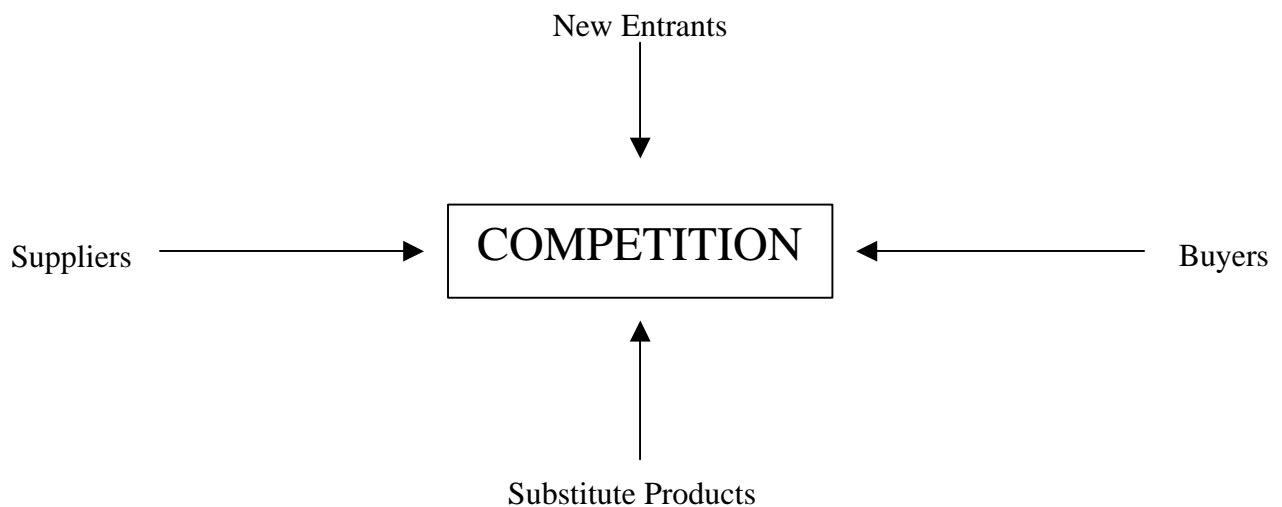 New Entrants
COMPETITION
Suppliers
Buyers
Substitute Products